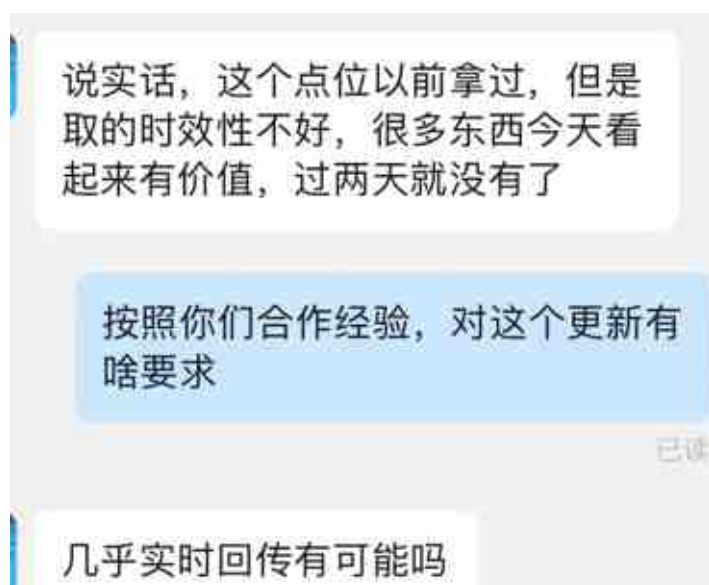 说实话，这个点位以前拿过，但是
取的时效性不好，很多东西今天看
起来有价值，过两天就没有了
按照你们合作经验，对这个更新有
啥要求
已读
几乎实时回传有可能吗